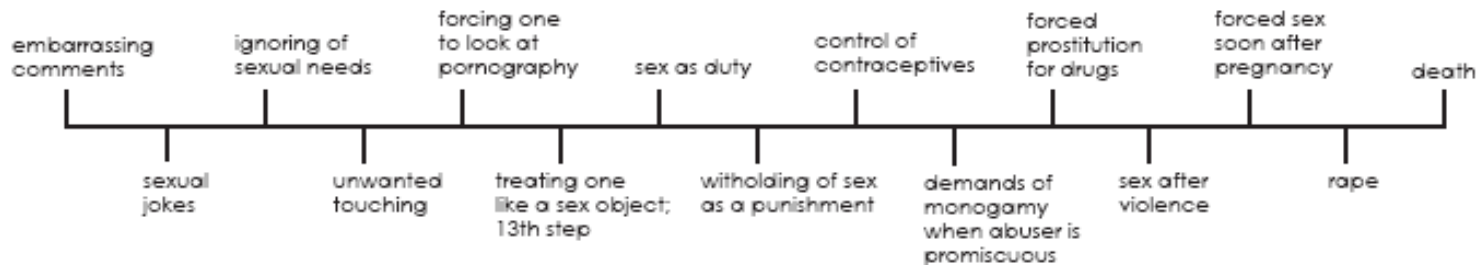 embarrassing
comments
sexual
jokes
ignoring of
sexual needs
unwanted
touching
forcing one
to look at
pornography
treating one
like a sex object;
13th step
sex as duty
witholding of sex
as a punishment
control of
contraceptives
demands of
monogamy
when abuser is
promiscuous
forced
prostitution
for drugs
sex after
violence
forced sex
soon after
pregnancy
rape
death